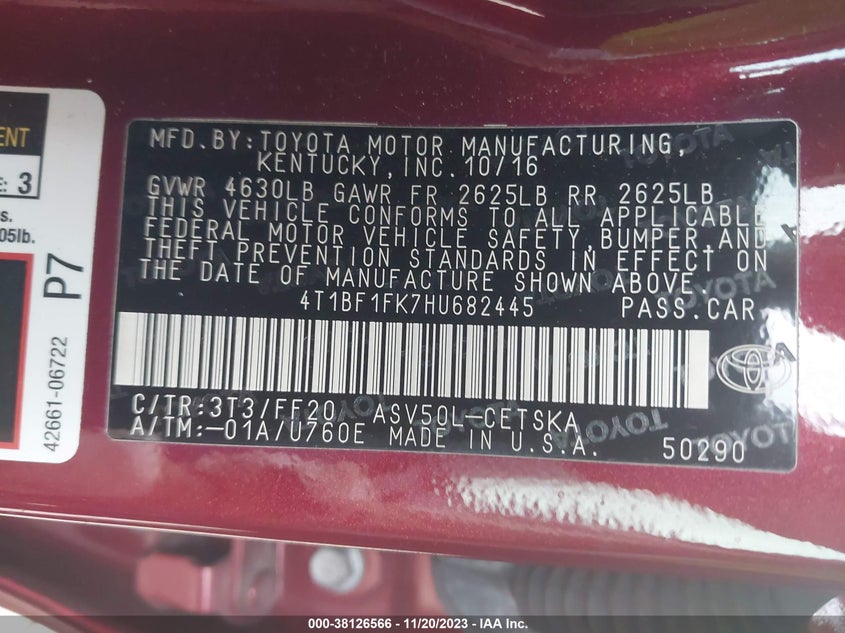 ENT
E: 3
s.
05lb.
P7
42661-06722
MFD.BY:TOYOTA MOTOR MANUFACTURING,
KENTUCKY,INC.10/16
GVWR 4630LB GAWR FR 2625LB RR 2625LB
THIS VEHICLE CONFORMS TO ALL APPLICABLE
FEDERAL MOTOR VEHICLE SAFETY,BUMPER,AND
THEFT PREVENTION STANDARDS IN EFFECT ON
THE DATE OF MANUFACTURE SHOWN ABOVE.
4T1BF1FK7HU682445 PASS.CAR
C/TR:3T3/FF20 ASV50L-CETSKA
A/TM:-01A/U760E MADE IN U.S.A. 50290
000-38126566 - 11/20/2023 - IAA Inc.